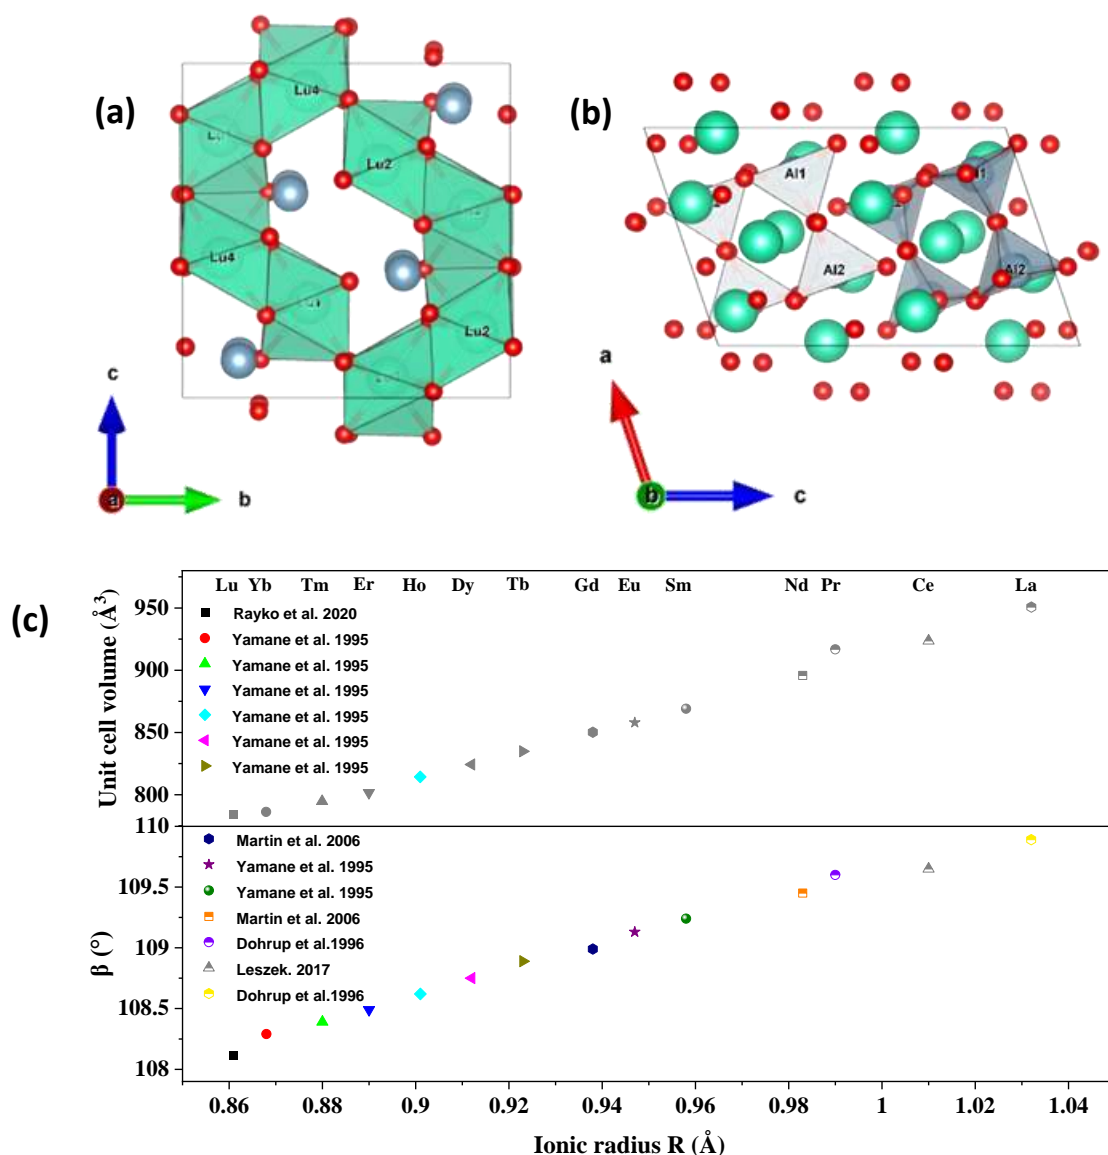 (a)
Lu4
Lu2
Lu4
Lu2
c
a
b
(b)
Al1
Al2
Al2
a
b
c
(c)
Lu Yb Tm Er Ho Dy Tb Gd Eu Sm Nd Pr Ce La
Unit cell volume (Å³)
950
900
850
800
Rayko et al. 2020
Yamane et al. 1995
Yamane et al. 1995
Yamane et al. 1995
Yamane et al. 1995
Yamane et al. 1995
Yamane et al. 1995
β (°)
110
109.5
109
108.5
108
Martin et al. 2006
Yamane et al. 1995
Yamane et al. 1995
Martin et al. 2006
Dohrup et al.1996
Leszek. 2017
Dohrup et al.1996
0.86 0.88 0.9 0.92 0.94 0.96 0.98 1 1.02 1.04
Ionic radius R (Å)